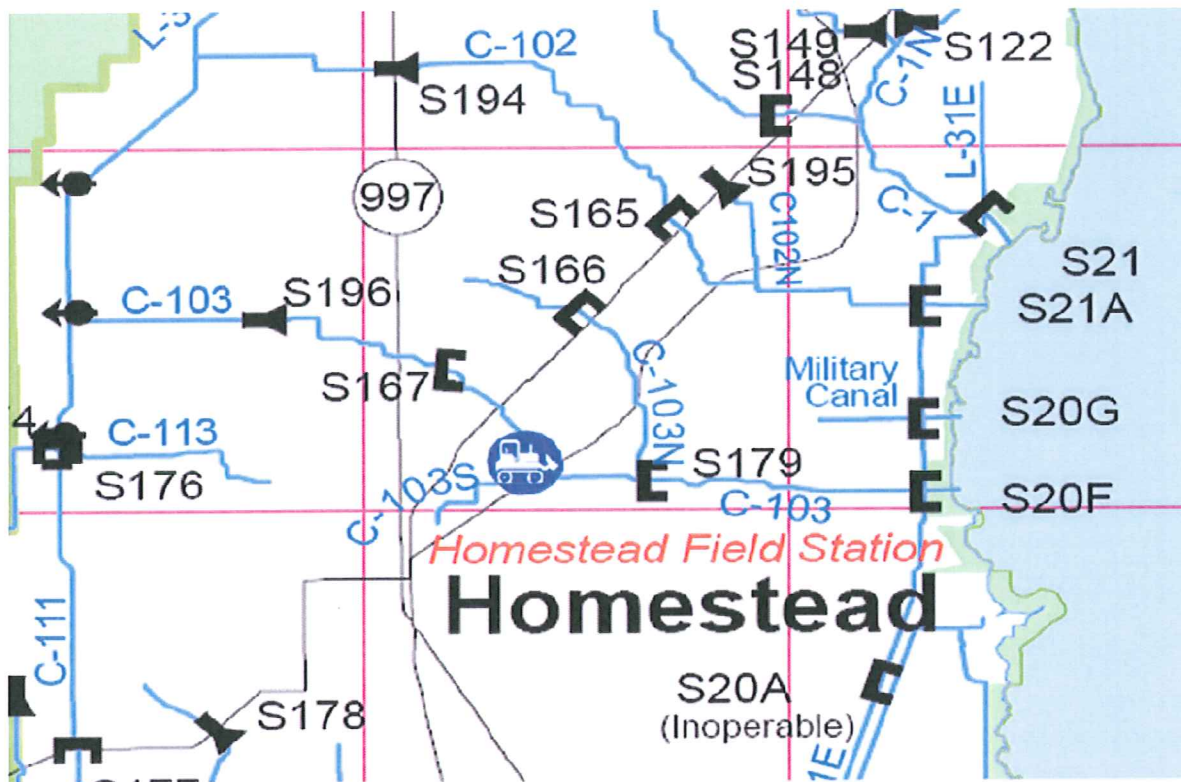 C-102
S194
S149
S148
C-1N
S122
L-31E
S195
997
S165
C102N
C-1
S166
S21
S21A
C-103
S196
S167
C-103N
Military
Canal
S20G
C-113
S176
C-103S
S179
C-103
S20F
Homestead Field Station
Homestead
C-111
S178
S20A
(Inoperable)